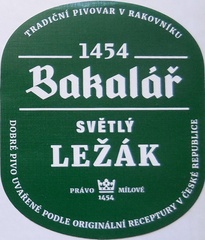 TRADIČNÍ PIVOVAR V RAKOVNÍKU
1454
Bakalář
SVĚTLÝ
LEŽÁK
PRÁVO MÍLOVÉ
1454
DOBRÉ PIVO UVAŘENÉ PODLE ORIGINÁLNÍ RECEPTURY V ČESKÉ REPUBLICE